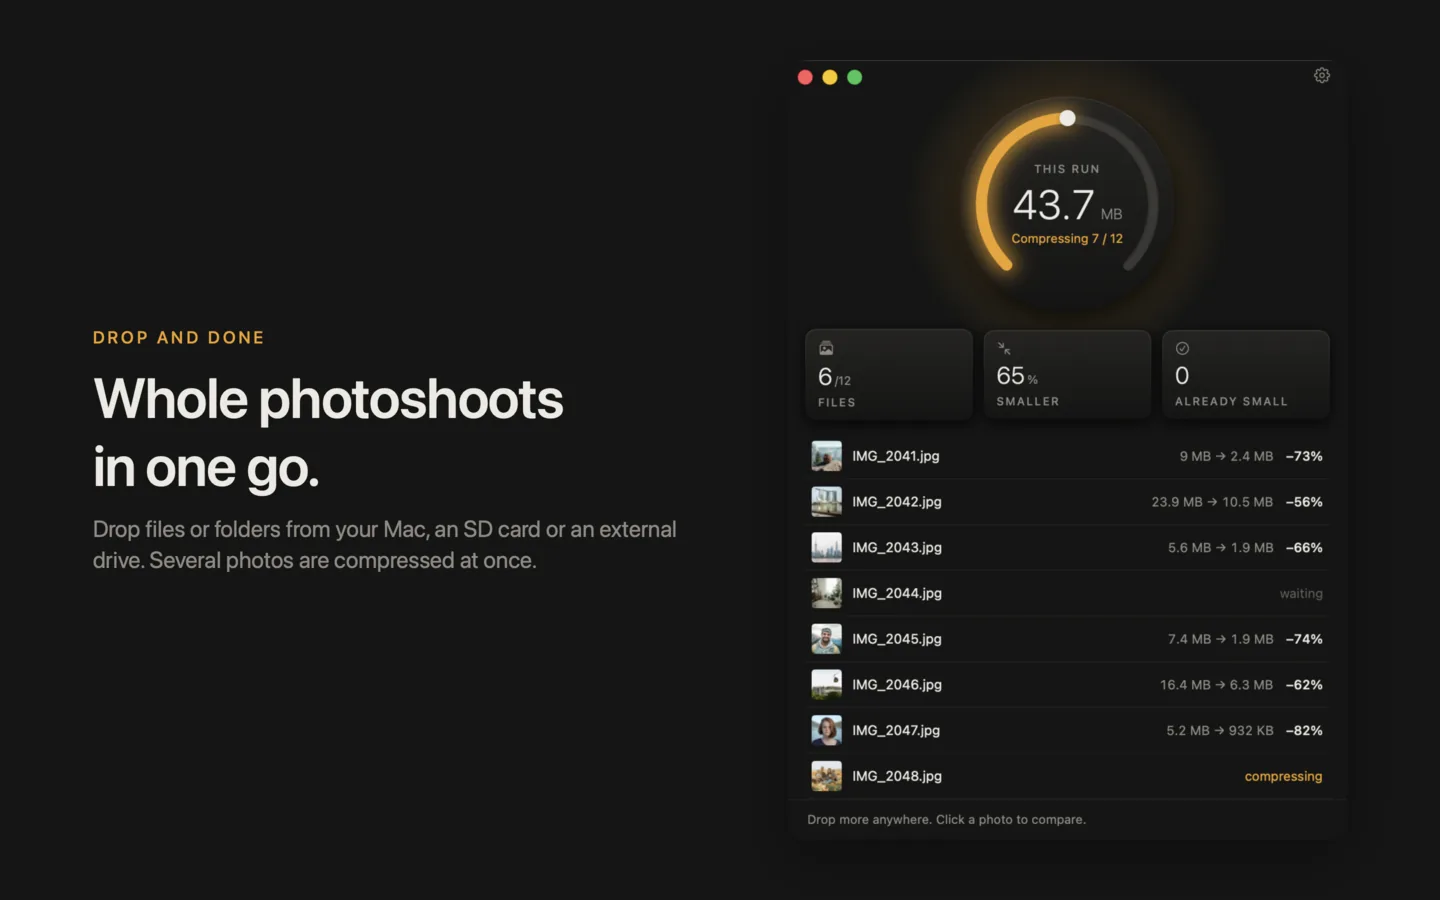 DROP AND DONE
Whole photoshoots
in one go.
Drop files or folders from your Mac, an SD card or an external
drive. Several photos are compressed at once.
THIS RUN
43.7 MB
Compressing 7 / 12
6/12
FILES
65%
SMALLER
0
ALREADY SMALL
IMG_2041.jpg 9 MB → 2.4 MB −73%
IMG_2042.jpg 23.9 MB → 10.5 MB −56%
IMG_2043.jpg 5.6 MB → 1.9 MB −66%
IMG_2044.jpg waiting
IMG_2045.jpg 7.4 MB → 1.9 MB −74%
IMG_2046.jpg 16.4 MB → 6.3 MB −62%
IMG_2047.jpg 5.2 MB → 932 KB −82%
IMG_2048.jpg compressing
Drop more anywhere. Click a photo to compare.